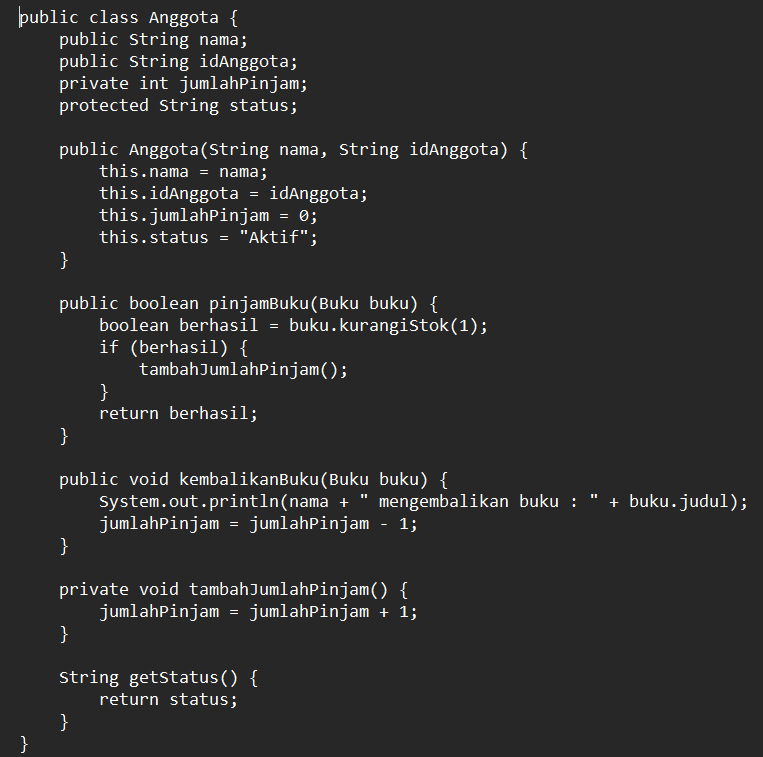 public class Anggota {
    public String nama;
    public String idAnggota;
    private int jumlahPinjam;
    protected String status;

    public Anggota(String nama, String idAnggota) {
        this.nama = nama;
        this.idAnggota = idAnggota;
        this.jumlahPinjam = 0;
        this.status = "Aktif";
    }

    public boolean pinjamBuku(Buku buku) {
        boolean berhasil = buku.kurangiStok(1);
        if (berhasil) {
            tambahJumlahPinjam();
        }
        return berhasil;
    }

    public void kembalikanBuku(Buku buku) {
        System.out.println(nama + " mengembalikan buku : " + buku.judul);
        jumlahPinjam = jumlahPinjam - 1;
    }

    private void tambahJumlahPinjam() {
        jumlahPinjam = jumlahPinjam + 1;
    }

    String getStatus() {
        return status;
    }
}